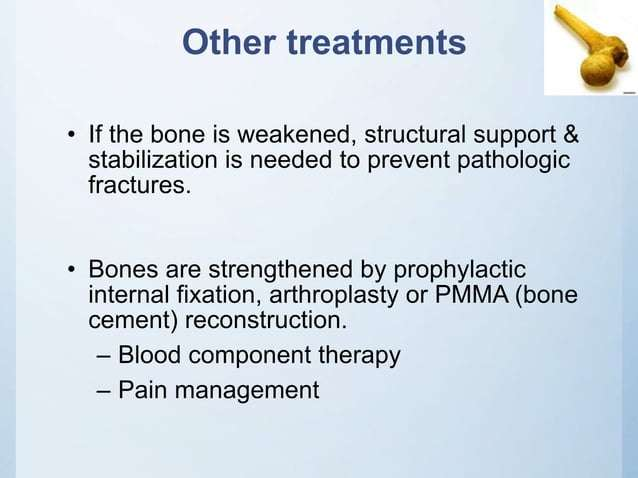 Other treatments
• If the bone is weakened, structural support &
stabilization is needed to prevent pathologic
fractures.
• Bones are strengthened by prophylactic
internal fixation, arthroplasty or PMMA (bone
cement) reconstruction.
– Blood component therapy
– Pain management